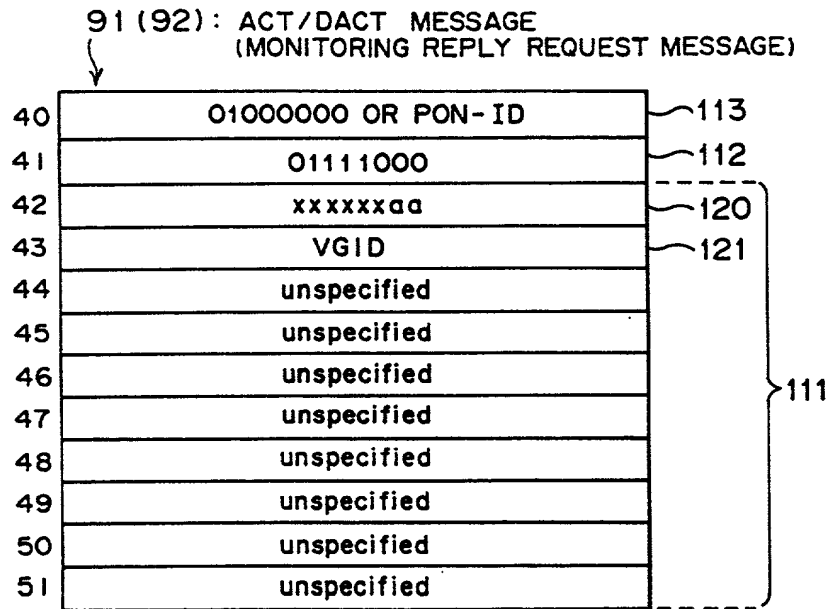 91 (92): ACT/DACT MESSAGE
(MONITORING REPLY REQUEST MESSAGE)
40 01000000 OR PON-ID 113
41 01111000 112
42 xxxxxxaa 120
43 VGID 121
44 unspecified
45 unspecified
46 unspecified
47 unspecified
48 unspecified
49 unspecified
50 unspecified
51 unspecified
111